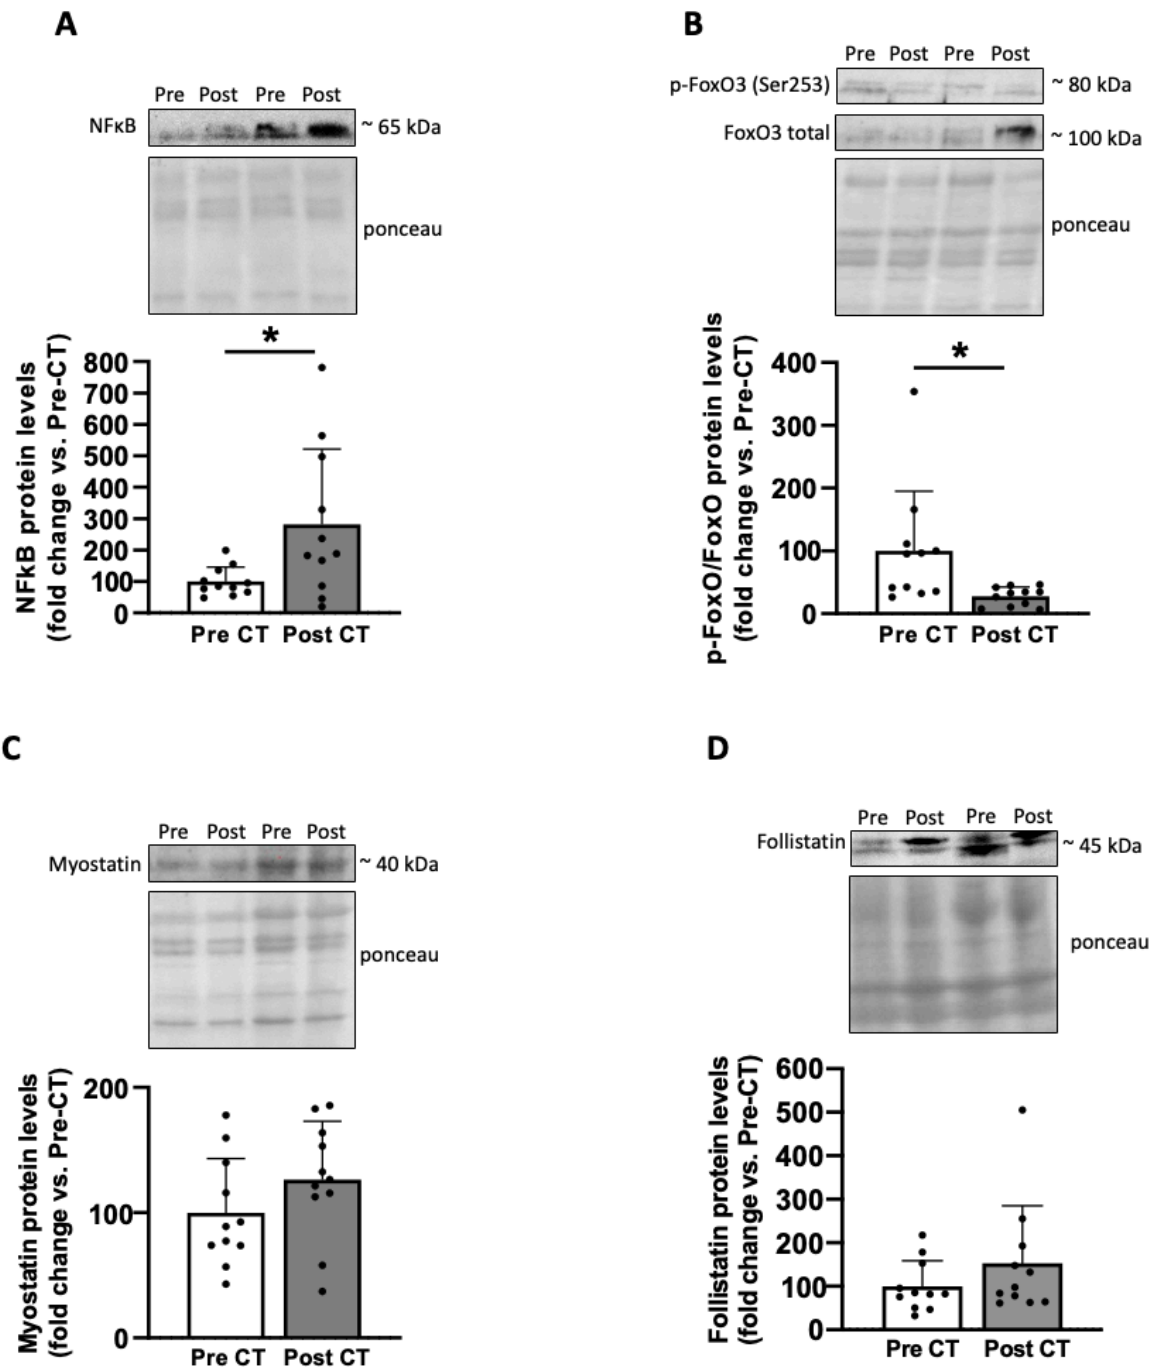 A
Pre Post Pre Post
NFκB
~ 65 kDa
ponceau
*
NFκB protein levels
(fold change vs. Pre-CT)
800
700
600
500
400
300
200
100
0
Pre CT Post CT
B
Pre Post Pre Post
p-FoxO3 (Ser253)
~ 80 kDa
FoxO3 total
~ 100 kDa
ponceau
*
p-FoxO/FoxO protein levels
(fold change vs. Pre-CT)
400
300
200
100
0
Pre CT Post CT
C
Pre Post Pre Post
Myostatin
~ 40 kDa
ponceau
Myostatin protein levels
(fold change vs. Pre-CT)
200
100
0
Pre CT Post CT
D
Pre Post Pre Post
Follistatin
~ 45 kDa
ponceau
Follistatin protein levels
(fold change vs. Pre-CT)
600
500
400
300
200
100
0
Pre CT Post CT